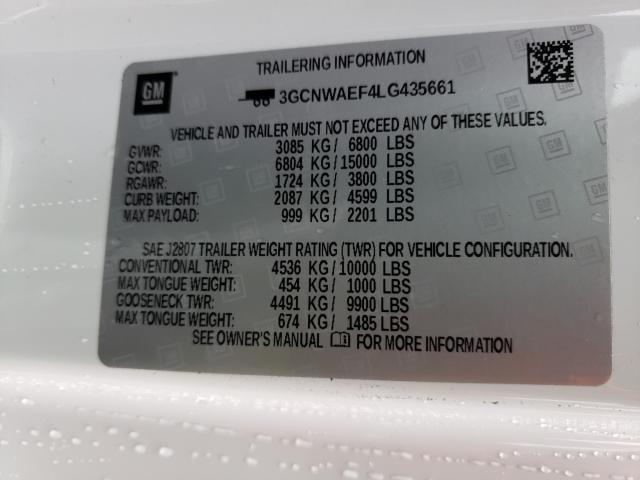 TRAILERING INFORMATION
GM
3GCNWAEF4LG435661
VEHICLE AND TRAILER MUST NOT EXCEED ANY OF THESE VALUES.
GVWR: 3085 KG/ 6800 LBS
GCWR: 6804 KG/15000 LBS
RGAWR: 1724 KG/ 3800 LBS
CURB WEIGHT: 2087 KG/ 4599 LBS
MAX PAYLOAD: 999 KG/ 2201 LBS
SAE J2807 TRAILER WEIGHT RATING (TWR) FOR VEHICLE CONFIGURATION.
CONVENTIONAL TWR: 4536 KG/10000 LBS
MAX TONGUE WEIGHT: 454 KG/ 1000 LBS
GOOSENECK TWR: 4491 KG/ 9900 LBS
MAX TONGUE WEIGHT: 674 KG/ 1485 LBS
SEE OWNER'S MANUAL FOR MORE INFORMATION